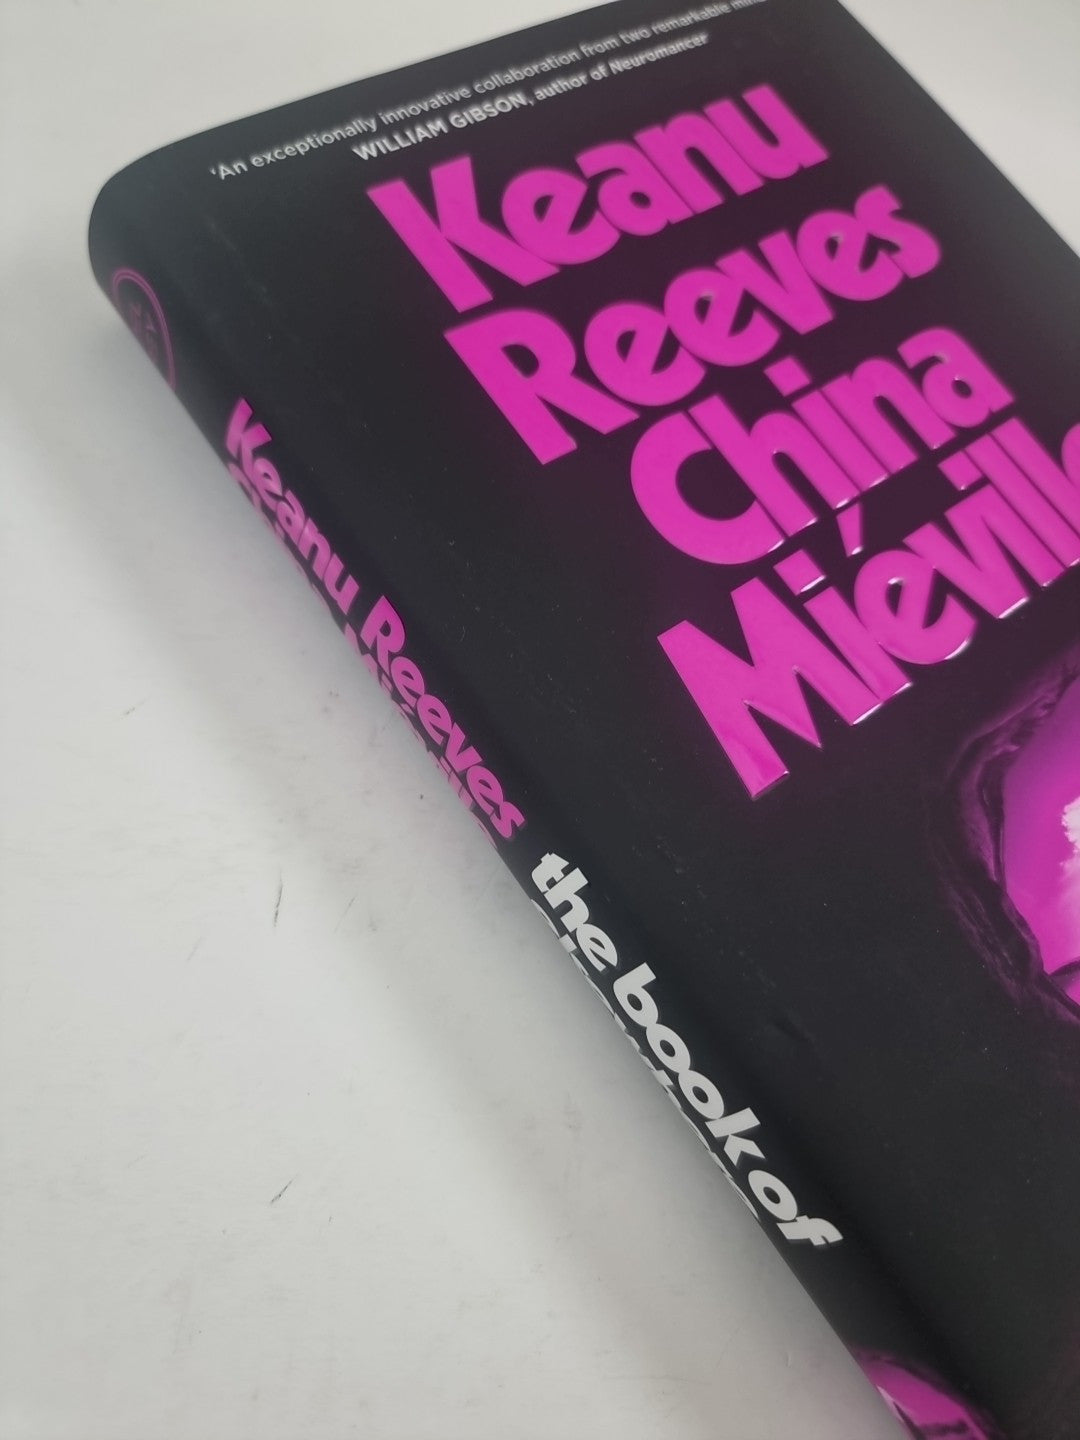 'An exceptionally innovative collaboration from two remarkable
WILLIAM GIBSON, author of Neuromancer
Keanu
Reeves
China
Miéville
Keanu Reeves
the book of